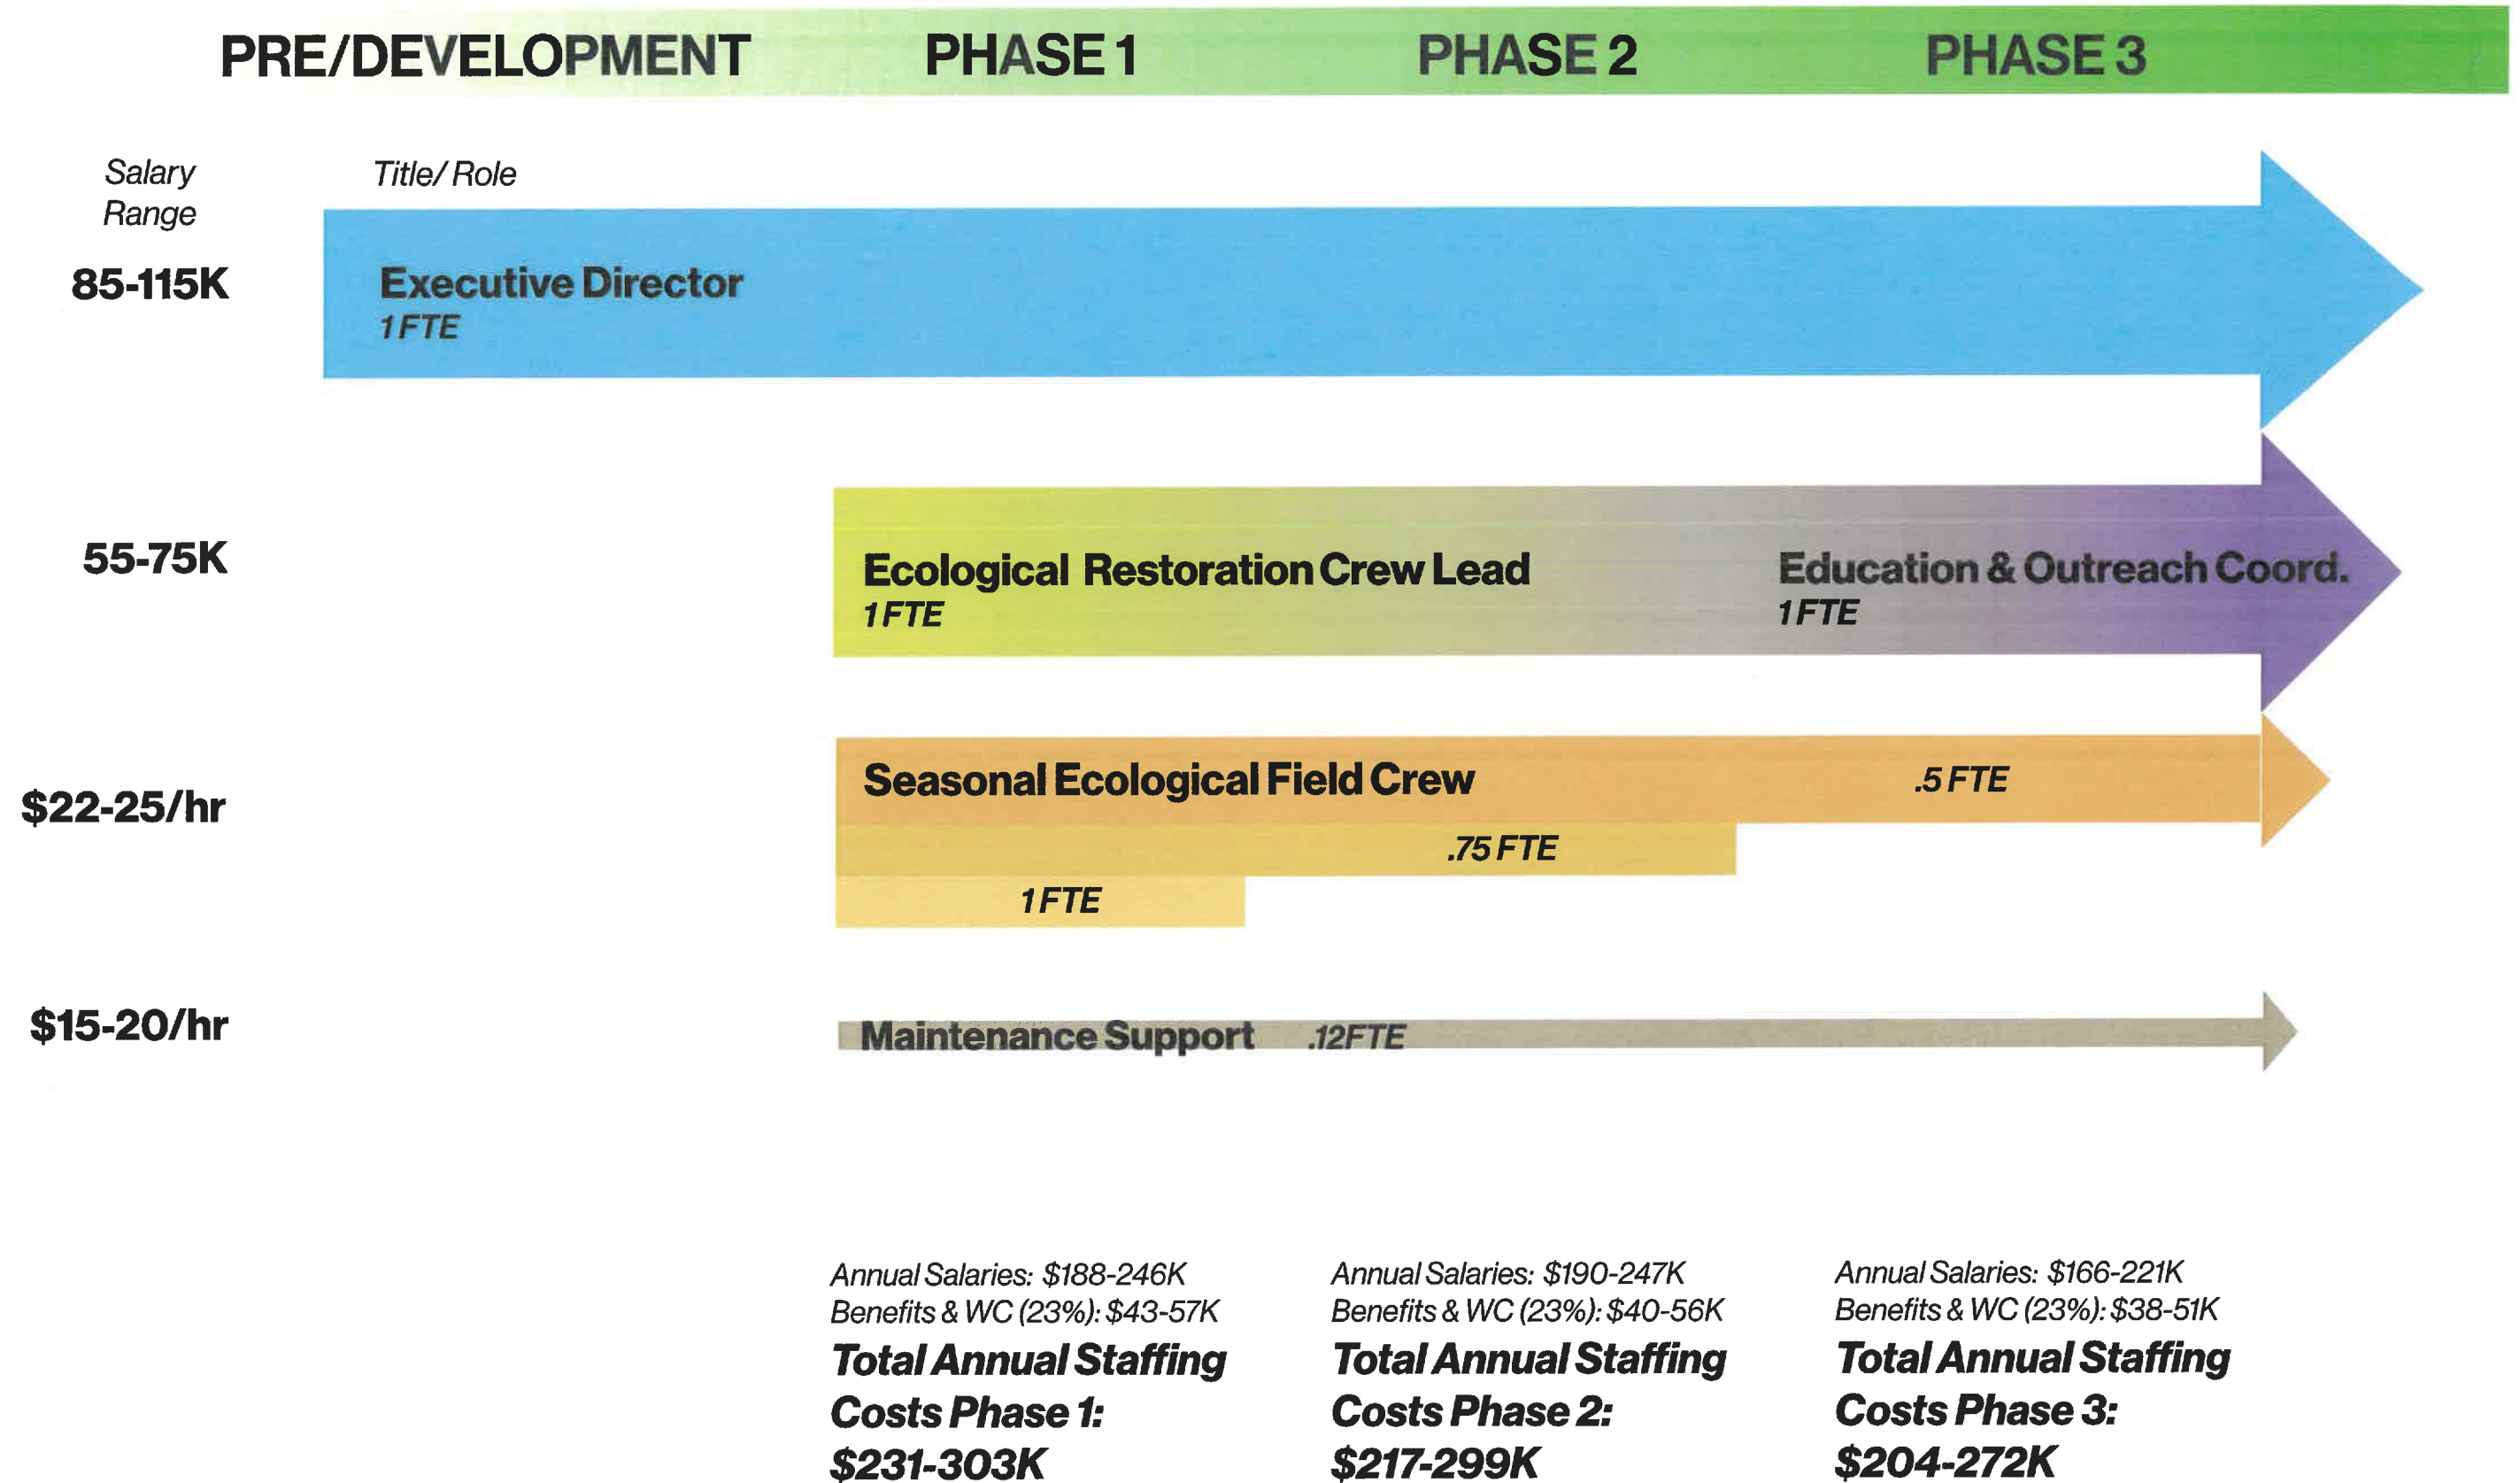 PRE/DEVELOPMENT PHASE 1 PHASE 2 PHASE 3
Salary
Range
Title/ Role
85-115K
Executive Director
1 FTE
55-75K
Ecological Restoration Crew Lead
1 FTE
Education & Outreach Coord.
1 FTE
$22-25/hr
Seasonal Ecological Field Crew
.5 FTE
.75 FTE
1 FTE
$15-20/hr
Maintenance Support .12FTE
Annual Salaries: $188-246K
Benefits & WC (23%): $43-57K
Total Annual Staffing
Costs Phase 1:
$231-303K
Annual Salaries: $190-247K
Benefits & WC (23%): $40-56K
Total Annual Staffing
Costs Phase 2:
$217-299K
Annual Salaries: $166-221K
Benefits & WC (23%): $38-51K
Total Annual Staffing
Costs Phase 3:
$204-272K